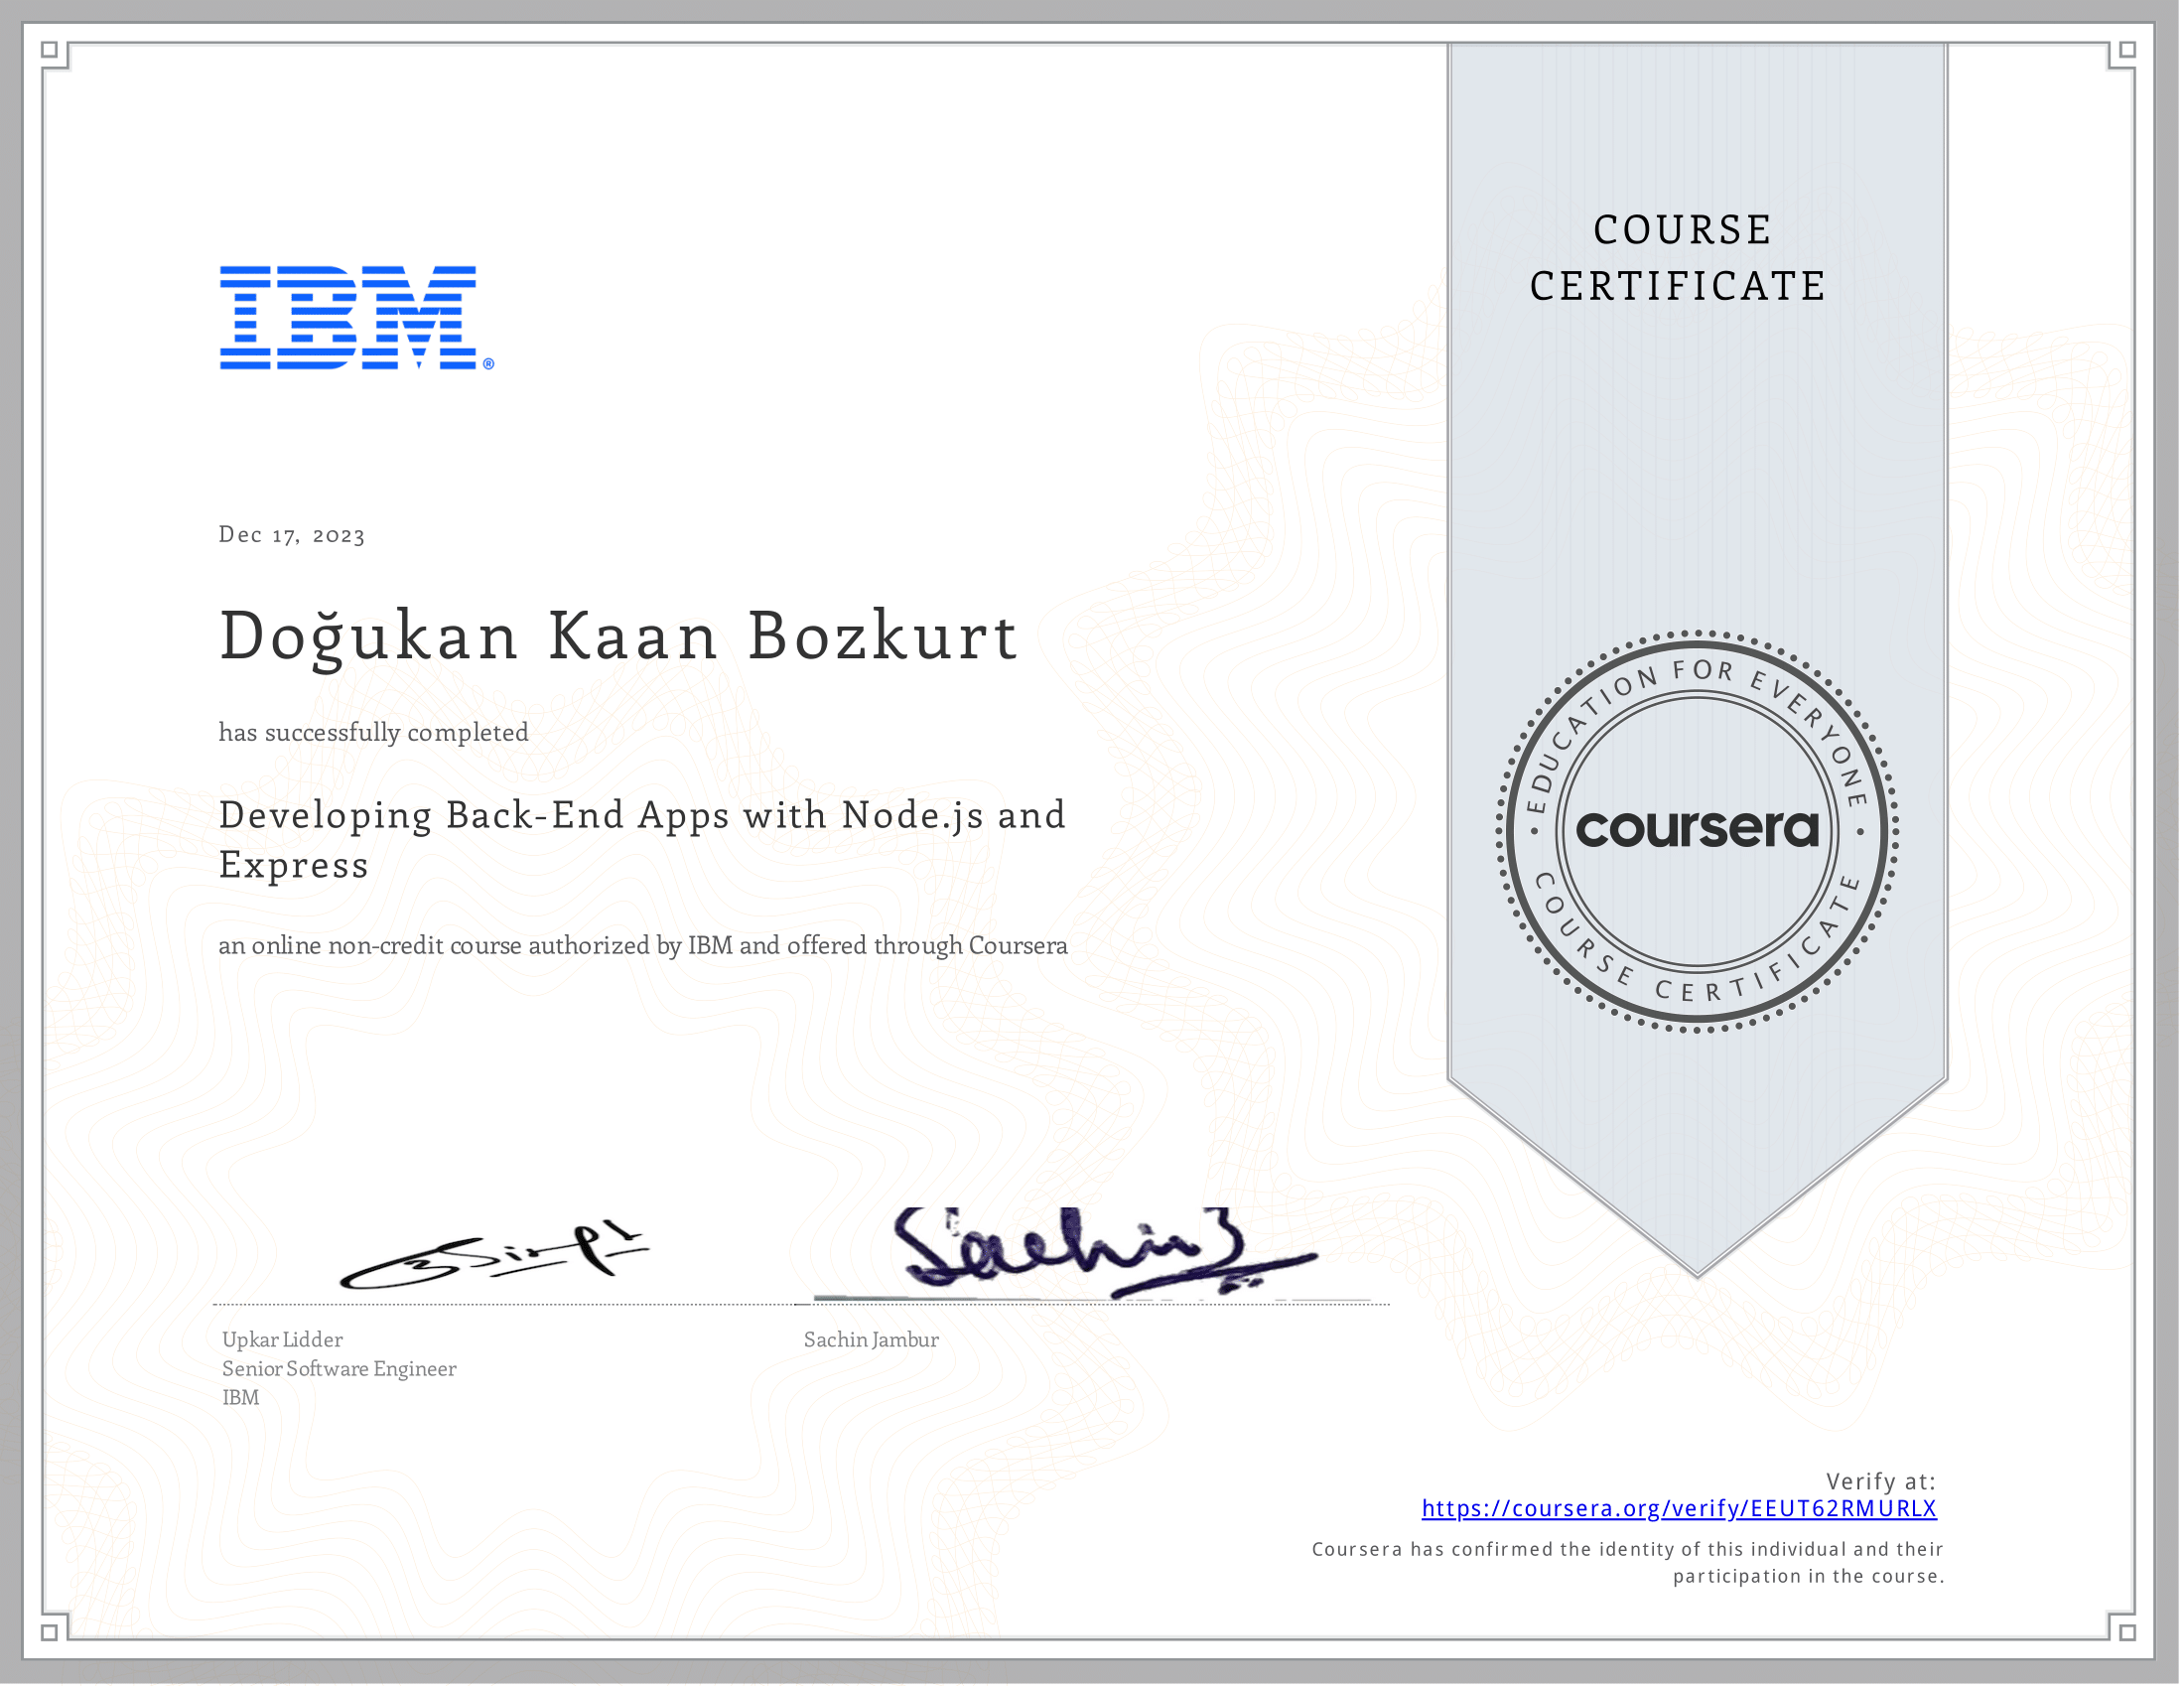 IBM®
COURSE
CERTIFICATE
Dec 17, 2023
Doğukan Kaan Bozkurt
has successfully completed
Developing Back-End Apps with Node.js and
Express
an online non-credit course authorized by IBM and offered through Coursera
EDUCATION FOR EVERYONE
coursera
COURSE CERTIFICATE
Sachin J
Upkar Lidder
Senior Software Engineer
IBM
Sachin Jambur
Verify at:
https://coursera.org/verify/EEUT62RMURLX
Coursera has confirmed the identity of this individual and their
participation in the course.